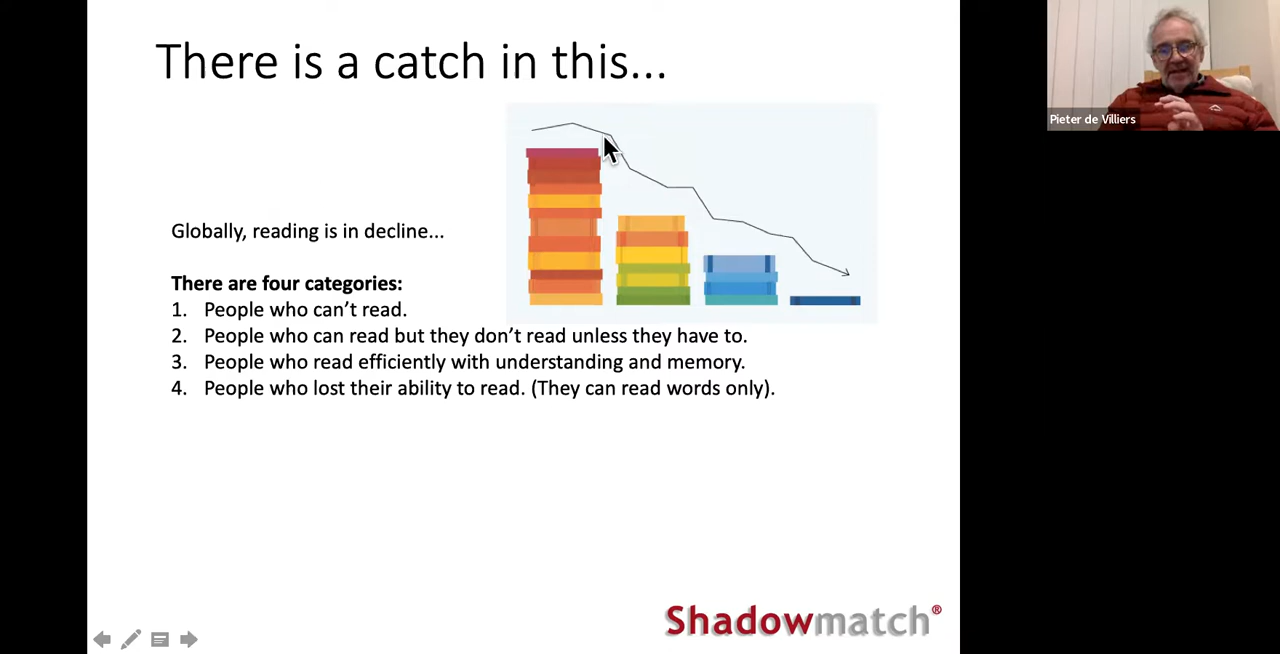 There is a catch in this...
Pieter de Villiers
Globally, reading is in decline...
There are four categories:
1. People who can’t read.
2. People who can read but they don’t read unless they have to.
3. People who read efficiently with understanding and memory.
4. People who lost their ability to read. (They can read words only).
Shadowmatch®